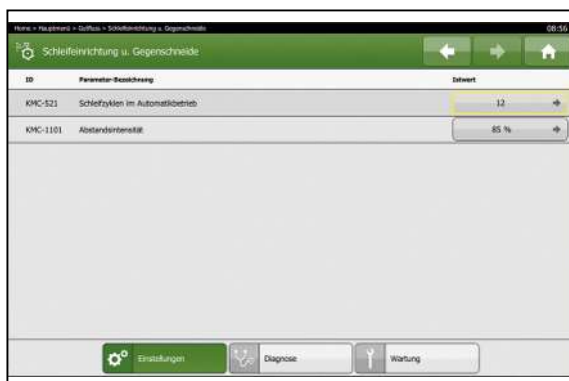 Home > Hauptmenü > Gutfluss > Schleifeinrichtung u. Gegenschneide
08:56
Schleifeinrichtung u. Gegenschneide
ID Parameter-Bezeichnung Istwert
KMC-521 Schleifzyklen im Automatikbetrieb 12
KMC-1101 Abstandsintensität 85 %
Einstellungen Diagnose Wartung